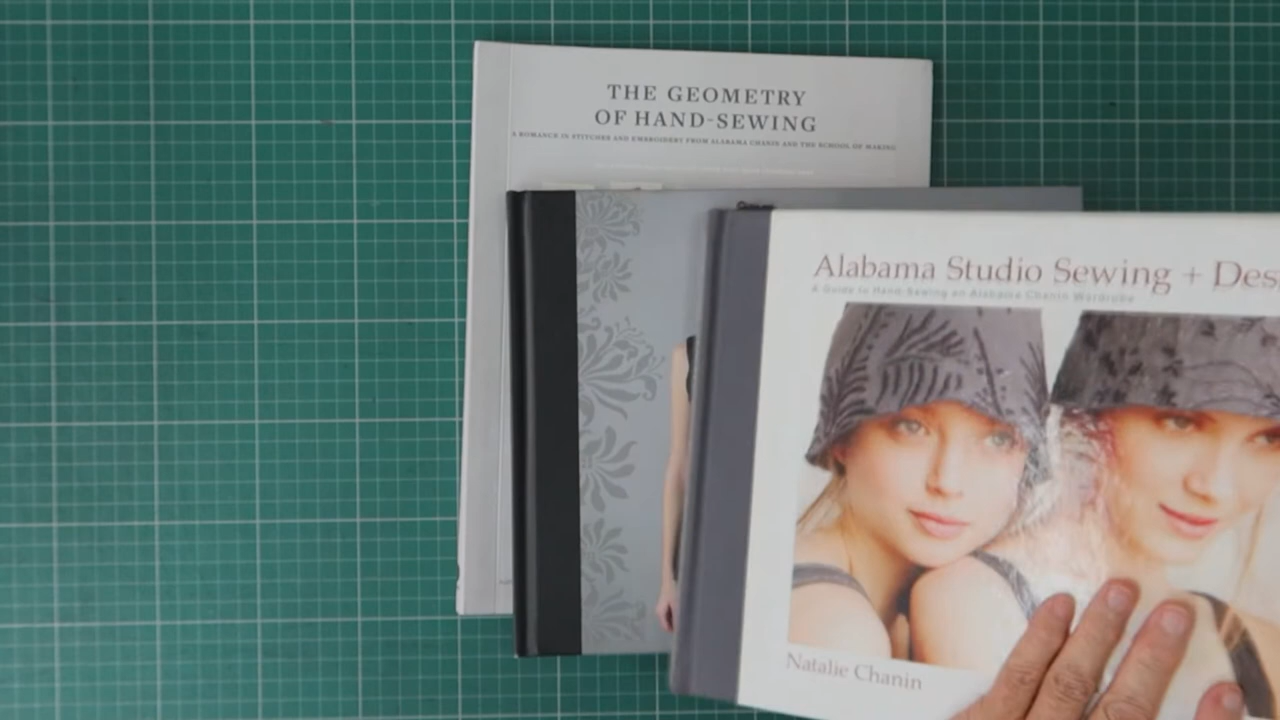 THE GEOMETRY
OF HAND-SEWING
A ROMANCE IN STITCHES AND EMBROIDERY FROM ALABAMA CHANIN AND THE SCHOOL OF MAKING
Alabama Studio Sewing + Des
A Guide to Hand-Sewing an Alabama Chanin Wardrobe
Natalie Chanin